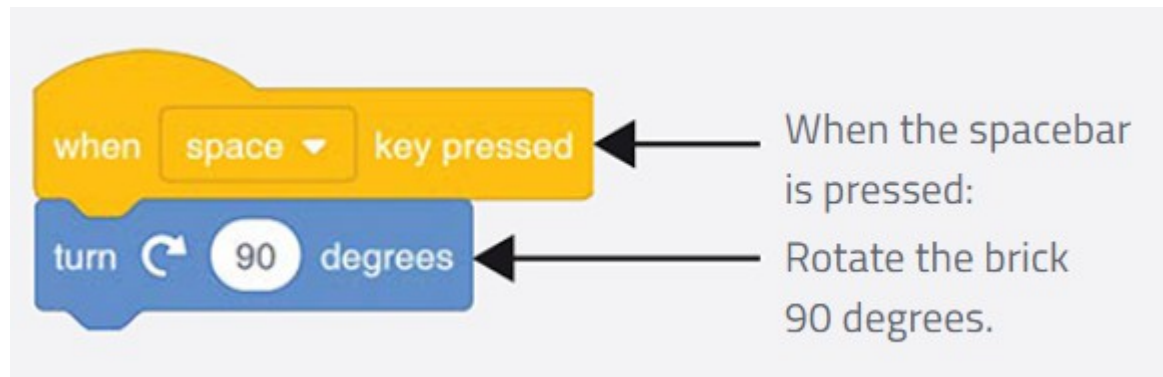 when space key pressed
When the spacebar
is pressed:
turn 90 degrees
Rotate the brick
90 degrees.